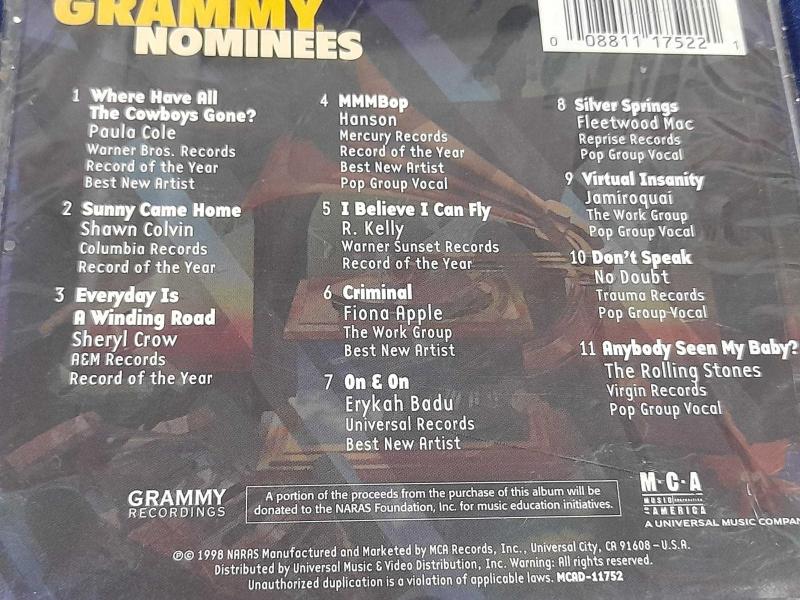 GRAMMY
NOMINEES
0 08811 17522 1
1 Where Have All
The Cowboys Gone?
Paula Cole
Warner Bros. Records
Record of the Year
Best New Artist
2 Sunny Came Home
Shawn Colvin
Columbia Records
Record of the Year
3 Everyday Is
A Winding Road
Sheryl Crow
A&M Records
Record of the Year
4 MMMBop
Hanson
Mercury Records
Record of the Year
Best New Artist
Pop Group Vocal
5 I Believe I Can Fly
R. Kelly
Warner Sunset Records
Record of the Year
6 Criminal
Fiona Apple
The Work Group
Best New Artist
7 On & On
Erykah Badu
Universal Records
Best New Artist
8 Silver Springs
Fleetwood Mac
Reprise Records
Pop Group Vocal
9 Virtual Insanity
Jamiroquai
The Work Group
Pop Group Vocal
10 Don't Speak
No Doubt
Trauma Records
Pop Group Vocal
11 Anybody Seen My Baby?
The Rolling Stones
Virgin Records
Pop Group Vocal
GRAMMY
RECORDINGS
A portion of the proceeds from the purchase of this album will be
donated to the NARAS Foundation, Inc. for music education initiatives.
M·C·A
MUSIC
AMERICA
A UNIVERSAL MUSIC COMPAN
℗© 1998 NARAS Manufactured and Marketed by MCA Records, Inc., Universal City, CA 91608 – U.S.A.
Distributed by Universal Music & Video Distribution, Inc. Warning: All rights reserved.
Unauthorized duplication is a violation of applicable laws. MCAD-11752